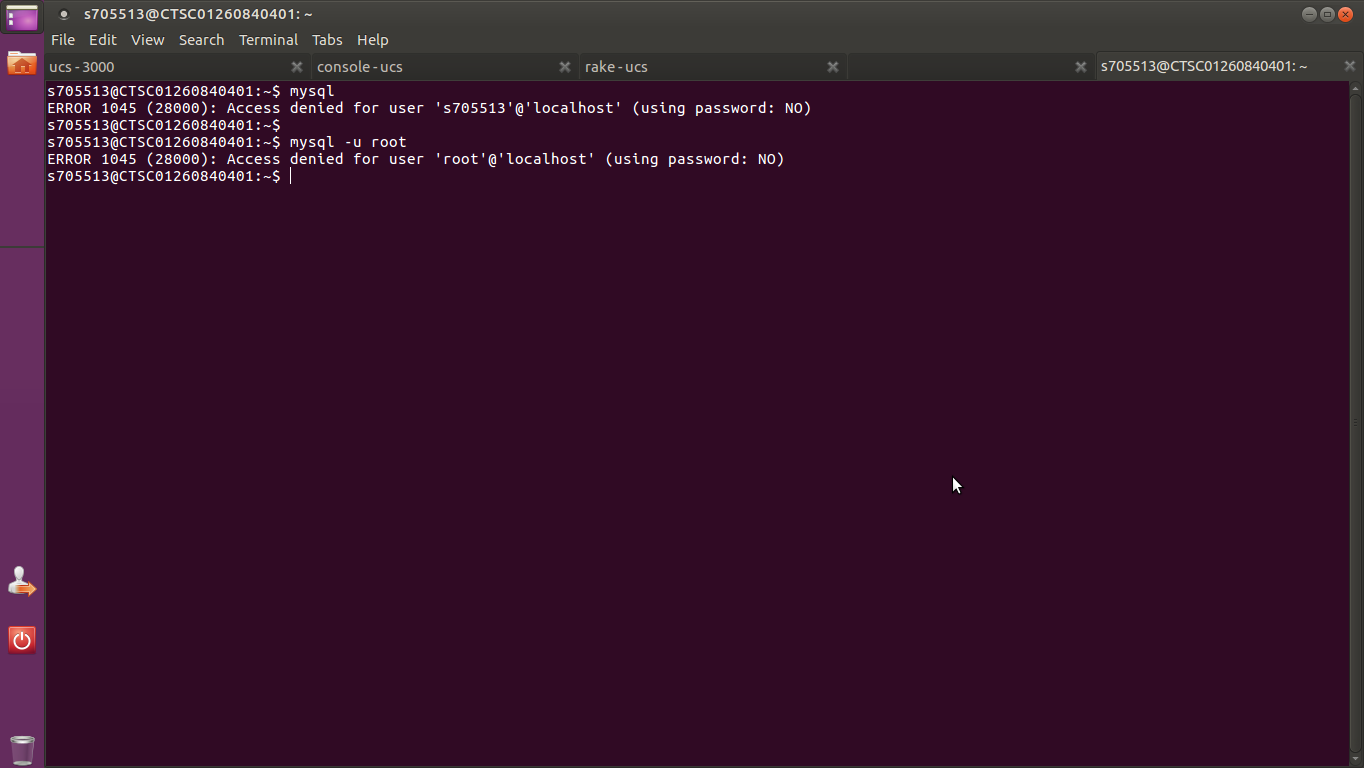 s705513@CTSC01260840401: ~
File Edit View Search Terminal Tabs Help
ucs - 3000 console - ucs rake - ucs s705513@CTSC01260840401: ~
s705513@CTSC01260840401:~$ mysql
ERROR 1045 (28000): Access denied for user 's705513'@'localhost' (using password: NO)
s705513@CTSC01260840401:~$
s705513@CTSC01260840401:~$ mysql -u root
ERROR 1045 (28000): Access denied for user 'root'@'localhost' (using password: NO)
s705513@CTSC01260840401:~$